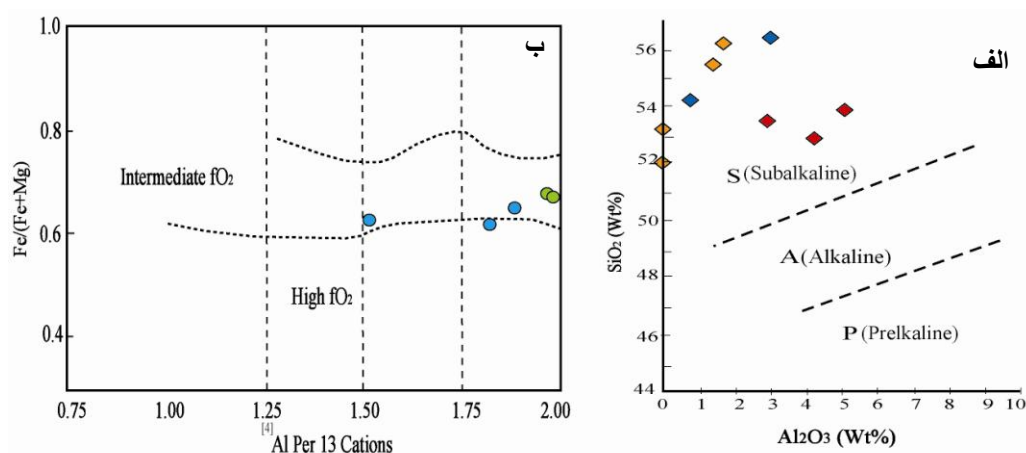 الف
56
54
52
50
48
46
44
SiO₂ (Wt%)
S (Subalkaline)
A (Alkaline)
P (Prelkaline)
0 1 2 3 4 5 6 7 8 9 10
Al₂O₃ (Wt%)
ب
1.0
0.8
0.6
0.4
Fe/(Fe+Mg)
Intermediate fO₂
High fO₂
0.75 1.00 1.25 1.50 1.75 2.00
[4]
Al Per 13 Cations